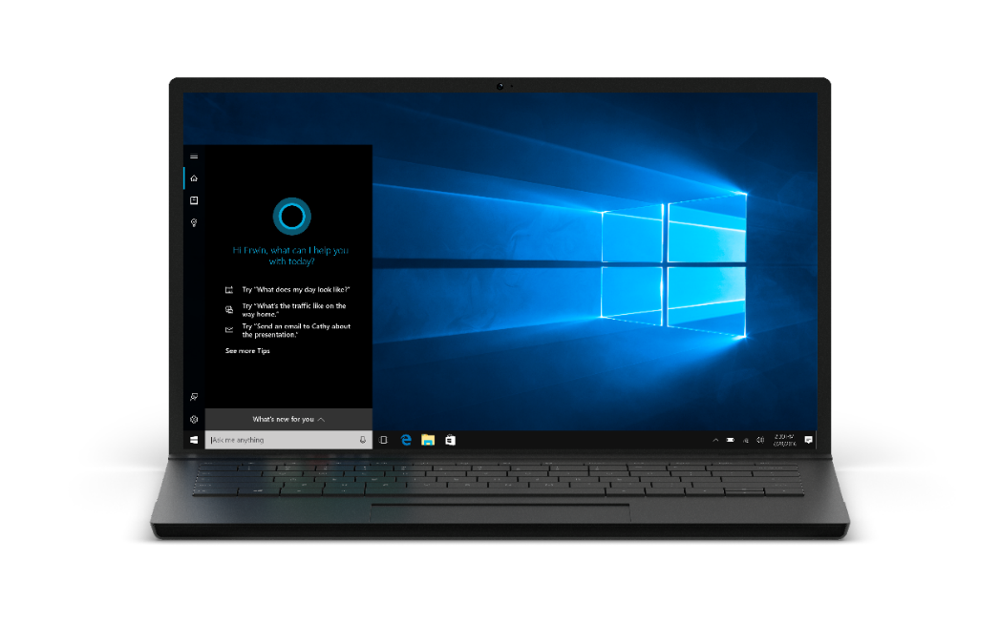 Hi Erwin, what can I help you
with today?
Try "What does my day look like?"
Try "What's the traffic like on the
way home."
Try "Send an email to Cathy about
the presentation."
See more Tips
What's new for you
Ask me anything